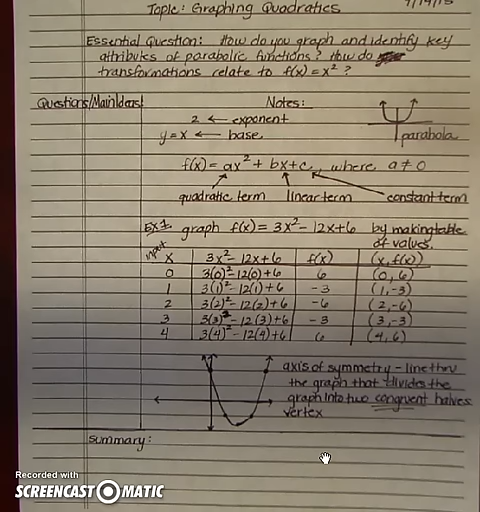 Topic: Graphing Quadratics
Essential Question: How do you graph and identify key
attributes of parabolic functions? How do
transformations relate to f(x) = x² ?
Questions/Main Ideas:
Notes:
2 ← exponent
y = x ← base
parabola
f(x) = ax² + bx + c, where a ≠ 0
quadratic term linear term constant term
Ex 1 graph f(x) = 3x² - 12x + 6 by making table
of values.
input
x 3x² - 12x + 6 f(x) (x, f(x))
0 3(0)² - 12(0) + 6 6 (0, 6)
1 3(1)² - 12(1) + 6 -3 (1, -3)
2 3(2)² - 12(2) + 6 -6 (2, -6)
3 3(3)² - 12(3) + 6 -3 (3, -3)
4 3(4)² - 12(4) + 6 6 (4, 6)
axis of symmetry - line thru
the graph that divides the
graph into two congruent halves
vertex
Summary:
Recorded with
SCREENCAST O MATIC